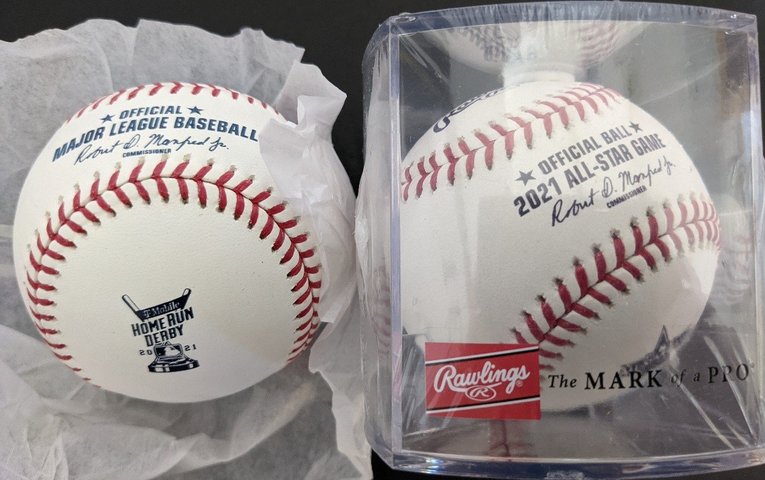 OFFICIAL
MAJOR LEAGUE BASEBALL
Robert D. Manfred Jr.
COMMISSIONER
T Mobile
HOME RUN
DERBY
20 21
OFFICIAL BALL
2021 ALL-STAR GAME
Robert D. Manfred Jr.
COMMISSIONER
Rawlings
R
The MARK of a PRO